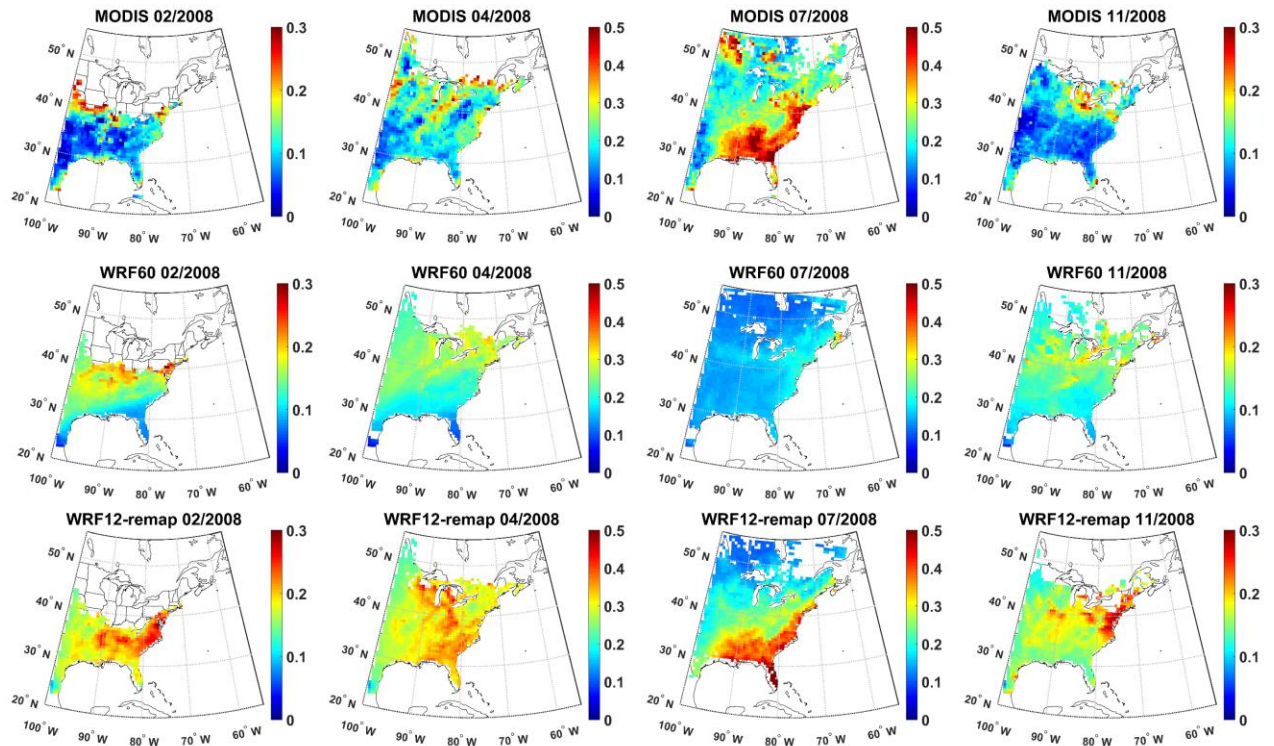 MODIS 02/2008
50° N
40° N
30° N
20° N
100° W
90° W
80° W
70° W
60° W
0.3
0.2
0.1
0
MODIS 04/2008
50° N
40° N
30° N
20° N
100° W
90° W
80° W
70° W
60° W
0.5
0.4
0.3
0.2
0.1
0
MODIS 07/2008
50° N
40° N
30° N
20° N
100° W
90° W
80° W
70° W
60° W
0.5
0.4
0.3
0.2
0.1
0
MODIS 11/2008
50° N
40° N
30° N
20° N
100° W
90° W
80° W
70° W
60° W
0.3
0.2
0.1
0
WRF60 02/2008
50° N
40° N
30° N
20° N
100° W
90° W
80° W
70° W
60° W
0.3
0.2
0.1
0
WRF60 04/2008
50° N
40° N
30° N
20° N
100° W
90° W
80° W
70° W
60° W
0.5
0.4
0.3
0.2
0.1
0
WRF60 07/2008
50° N
40° N
30° N
20° N
100° W
90° W
80° W
70° W
60° W
0.5
0.4
0.3
0.2
0.1
0
WRF60 11/2008
50° N
40° N
30° N
20° N
100° W
90° W
80° W
70° W
60° W
0.3
0.2
0.1
0
WRF12-remap 02/2008
50° N
40° N
30° N
20° N
100° W
90° W
80° W
70° W
60° W
0.3
0.2
0.1
0
WRF12-remap 04/2008
50° N
40° N
30° N
20° N
100° W
90° W
80° W
70° W
60° W
0.5
0.4
0.3
0.2
0.1
0
WRF12-remap 07/2008
50° N
40° N
30° N
20° N
100° W
90° W
80° W
70° W
60° W
0.5
0.4
0.3
0.2
0.1
0
WRF12-remap 11/2008
50° N
40° N
30° N
20° N
100° W
90° W
80° W
70° W
60° W
0.3
0.2
0.1
0